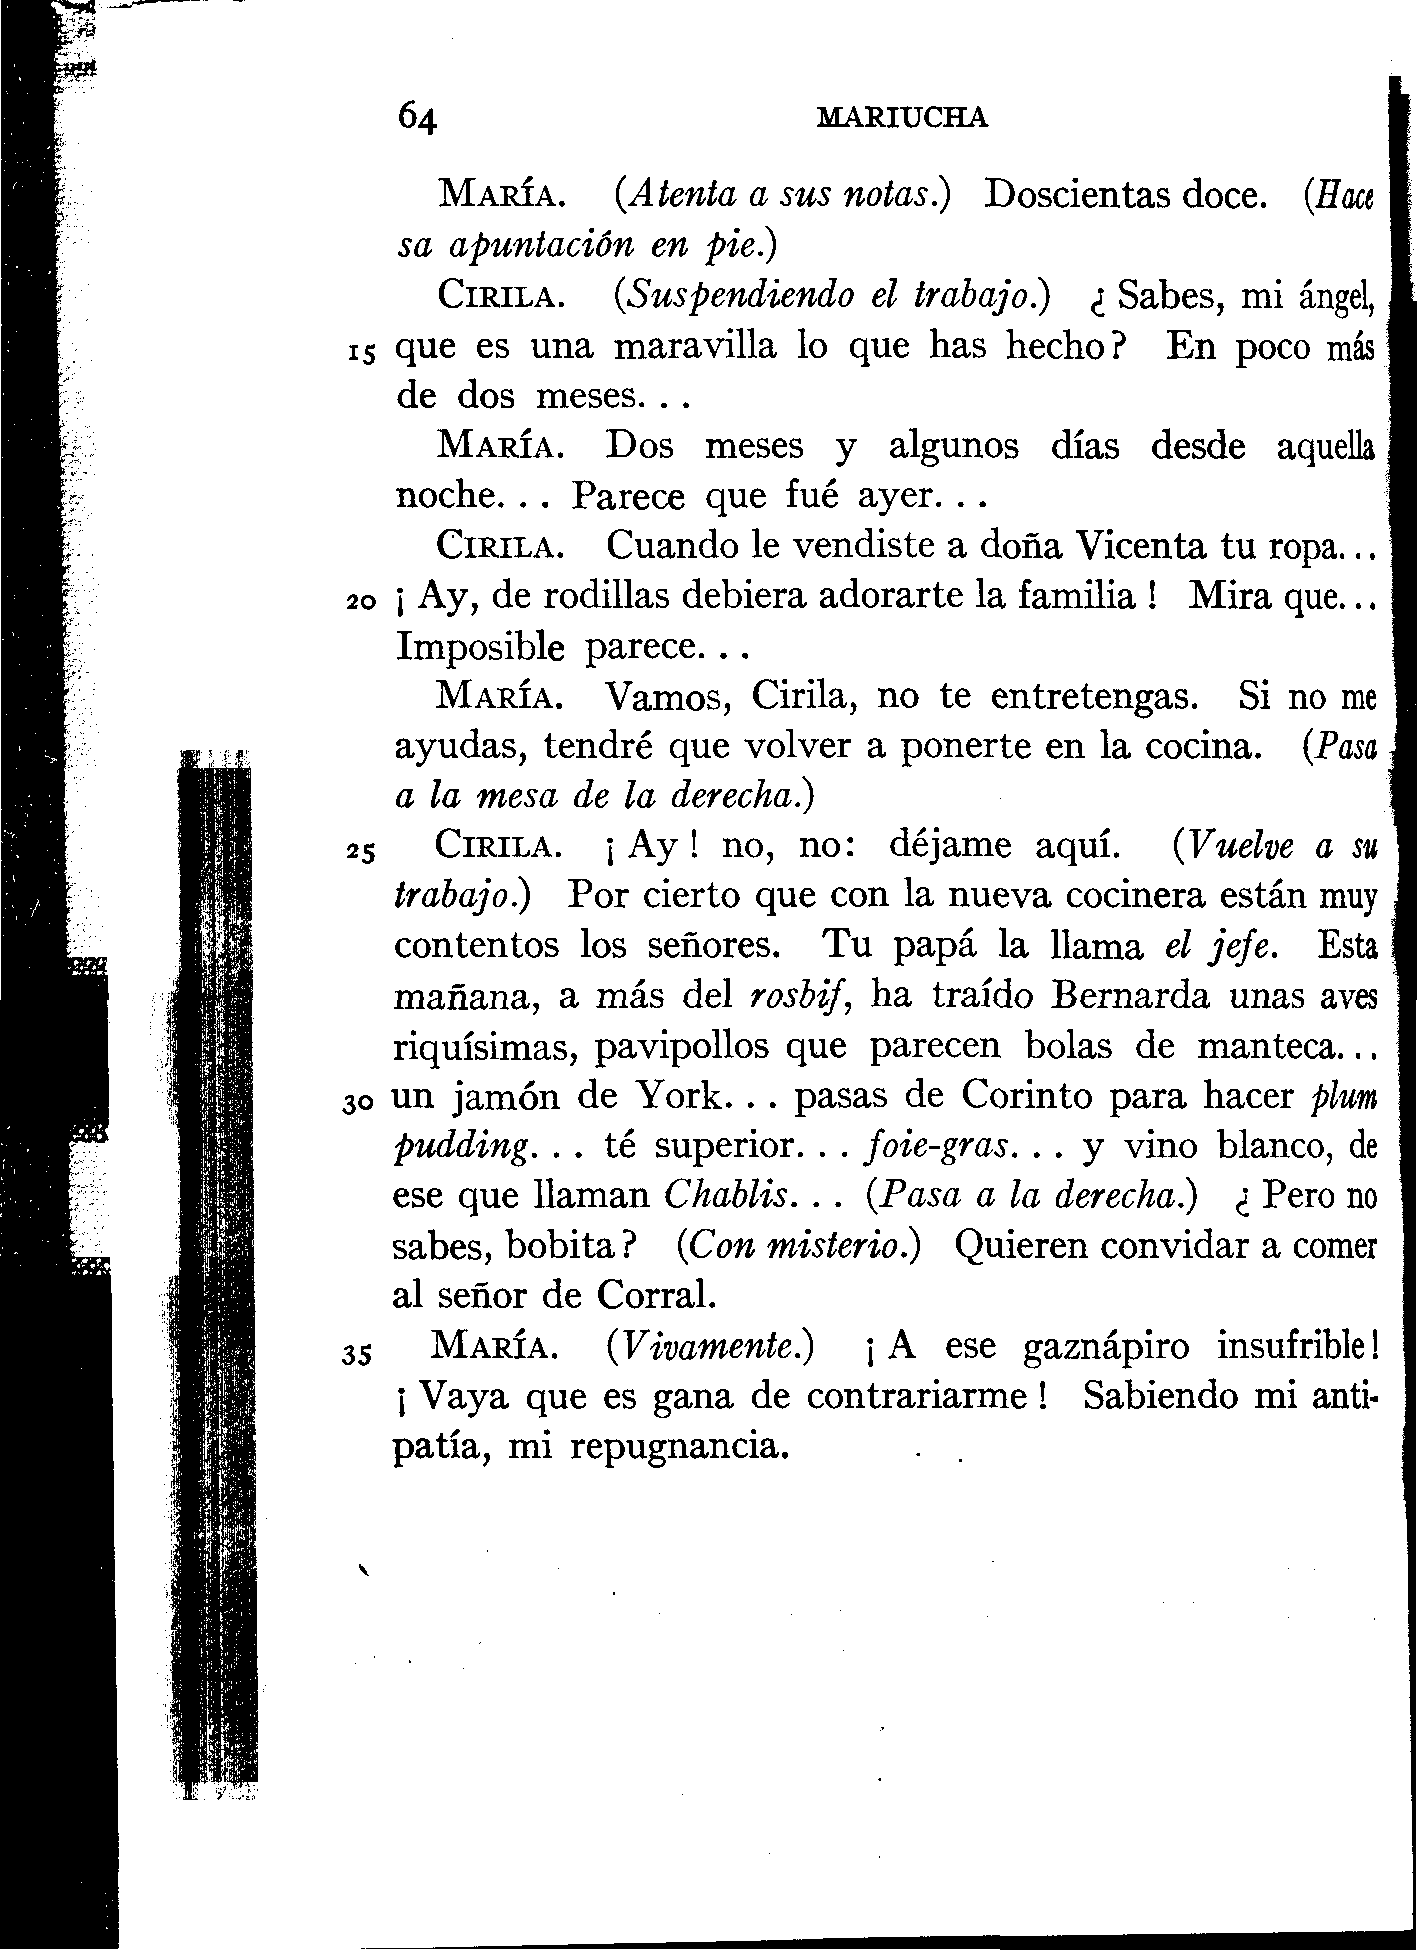 64 MARIUCHA
MARÍA. (Atenta a sus notas.) Doscientas doce. (Hace
sa apuntación en pie.)
CIRILA. (Suspendiendo el trabajo.) ¿ Sabes, mi ángel,
15 que es una maravilla lo que has hecho? En poco más
de dos meses. . .
MARÍA. Dos meses y algunos días desde aquella
noche. . . Parece que fué ayer. . .
CIRILA. Cuando le vendiste a doña Vicenta tu ropa...
20 ¡ Ay, de rodillas debiera adorarte la familia ! Mira que...
Imposible parece. . .
MARÍA. Vamos, Cirila, no te entretengas. Si no me
ayudas, tendré que volver a ponerte en la cocina. (Pasa
a la mesa de la derecha.)
25 CIRILA. ¡ Ay ! no, no: déjame aquí. (Vuelve a su
trabajo.) Por cierto que con la nueva cocinera están muy
contentos los señores. Tu papá la llama el jefe. Esta
mañana, a más del rosbif, ha traído Bernarda unas aves
riquísimas, pavipollos que parecen bolas de manteca...
30 un jamón de York. . . pasas de Corinto para hacer plum
pudding. . . té superior. . . foie-gras. . . y vino blanco, de
ese que llaman Chablis. . . (Pasa a la derecha.) ¿ Pero no
sabes, bobita? (Con misterio.) Quieren convidar a comer
al señor de Corral.
35 MARÍA. (Vivamente.) ¡ A ese gaznápiro insufrible!
¡ Vaya que es gana de contrariarme ! Sabiendo mi anti-
patía, mi repugnancia.